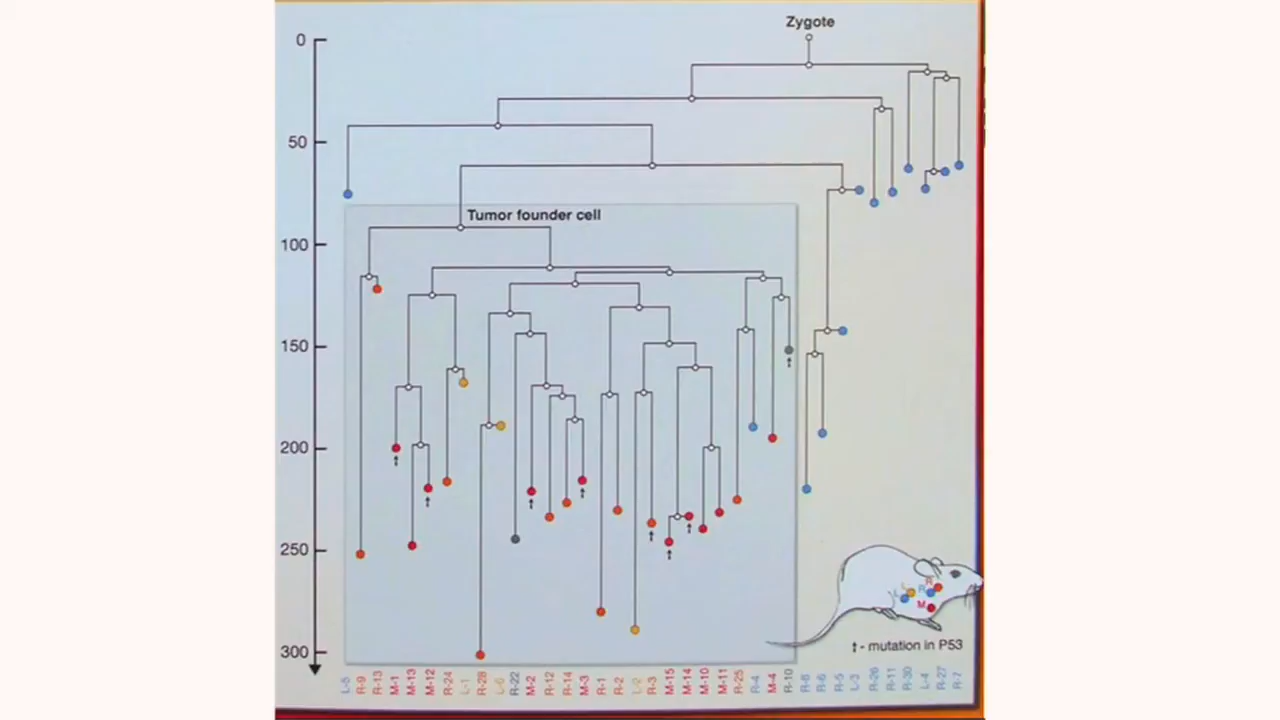 Zygote
0
50
Tumor founder cell
100
150
200
250
300
L R R
M
↑ - mutation in P53
L-5 R-9 R-13 M-1 M-13 M-12 R-24 L-1 R-28 L-6 R-22 M-2 R-12 R-14 M-3 R-1 R-2 L-2 R-3 M-15 M-14 M-10 M-11 R-25 R-4 M-4 R-10 R-8 R-6 R-5 L-3 R-26 R-11 R-30 L-4 R-27 R-7